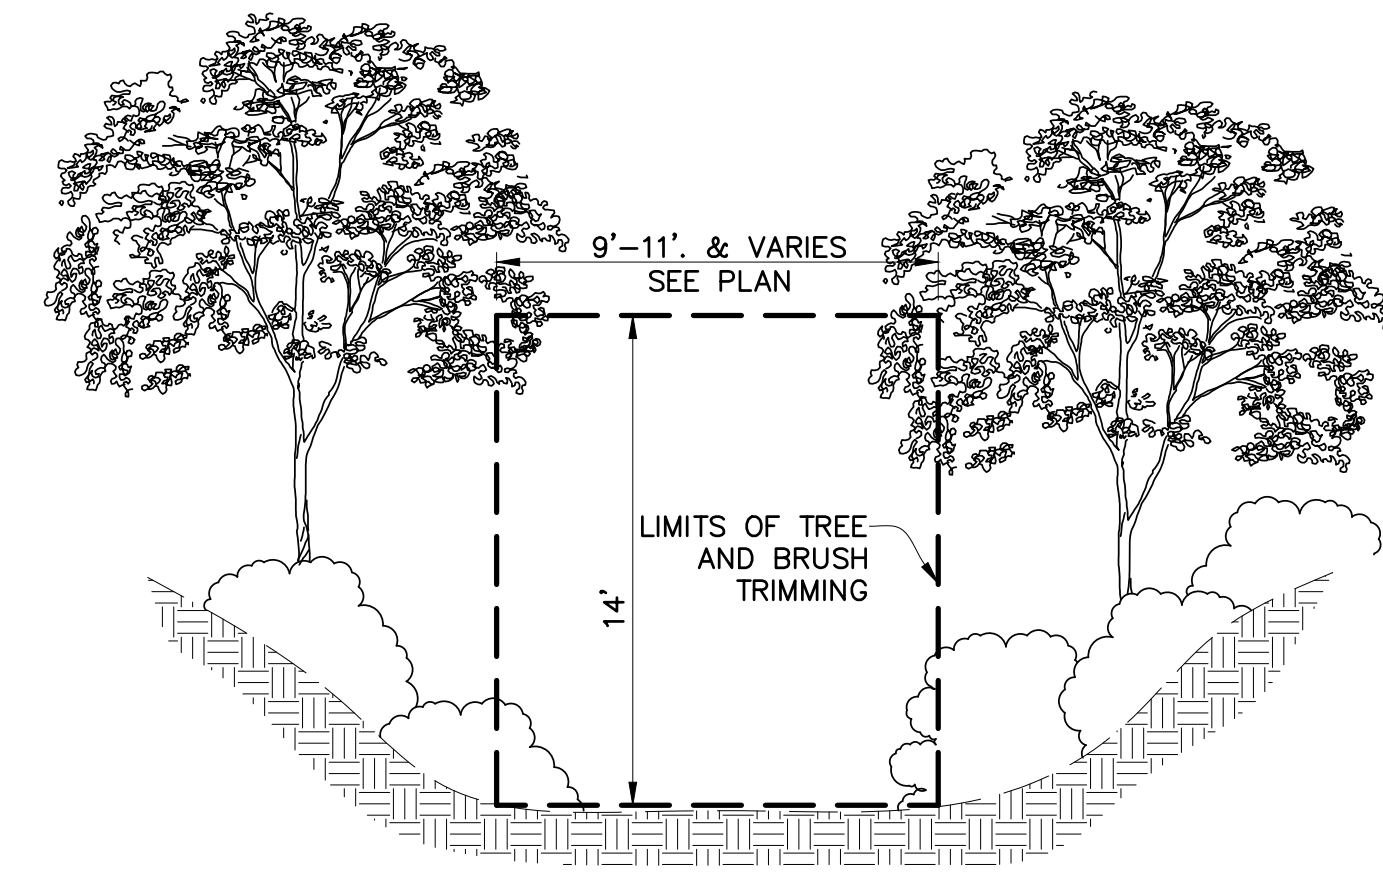 9'-11'. & VARIES
SEE PLAN
LIMITS OF TREE
AND BRUSH
TRIMMING
14'